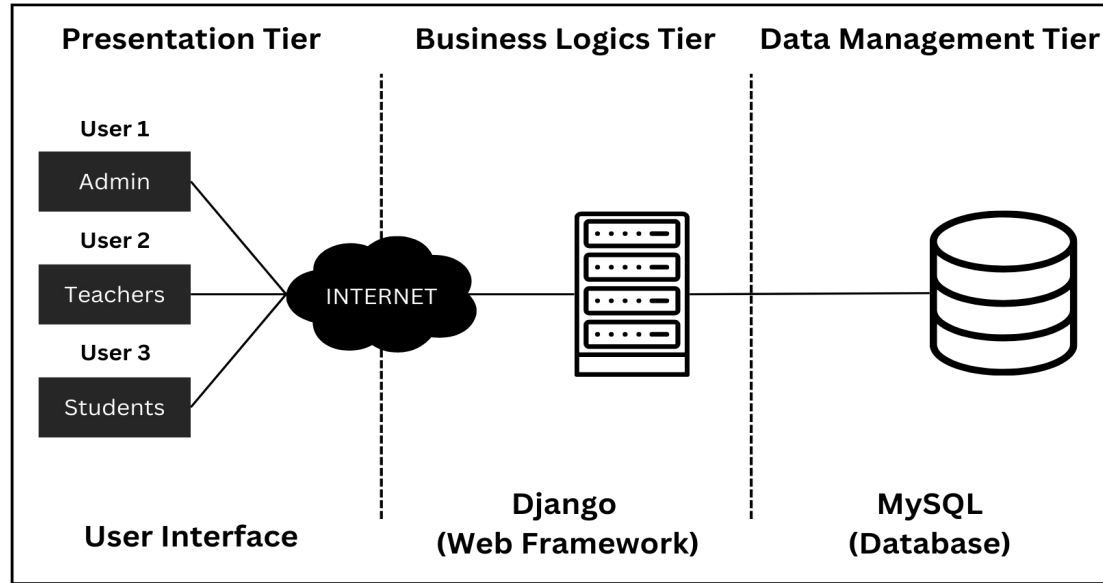 Presentation Tier
Business Logics Tier
Data Management Tier
User 1
Admin
User 2
Teachers
User 3
Students
INTERNET
User Interface
Django
(Web Framework)
MySQL
(Database)